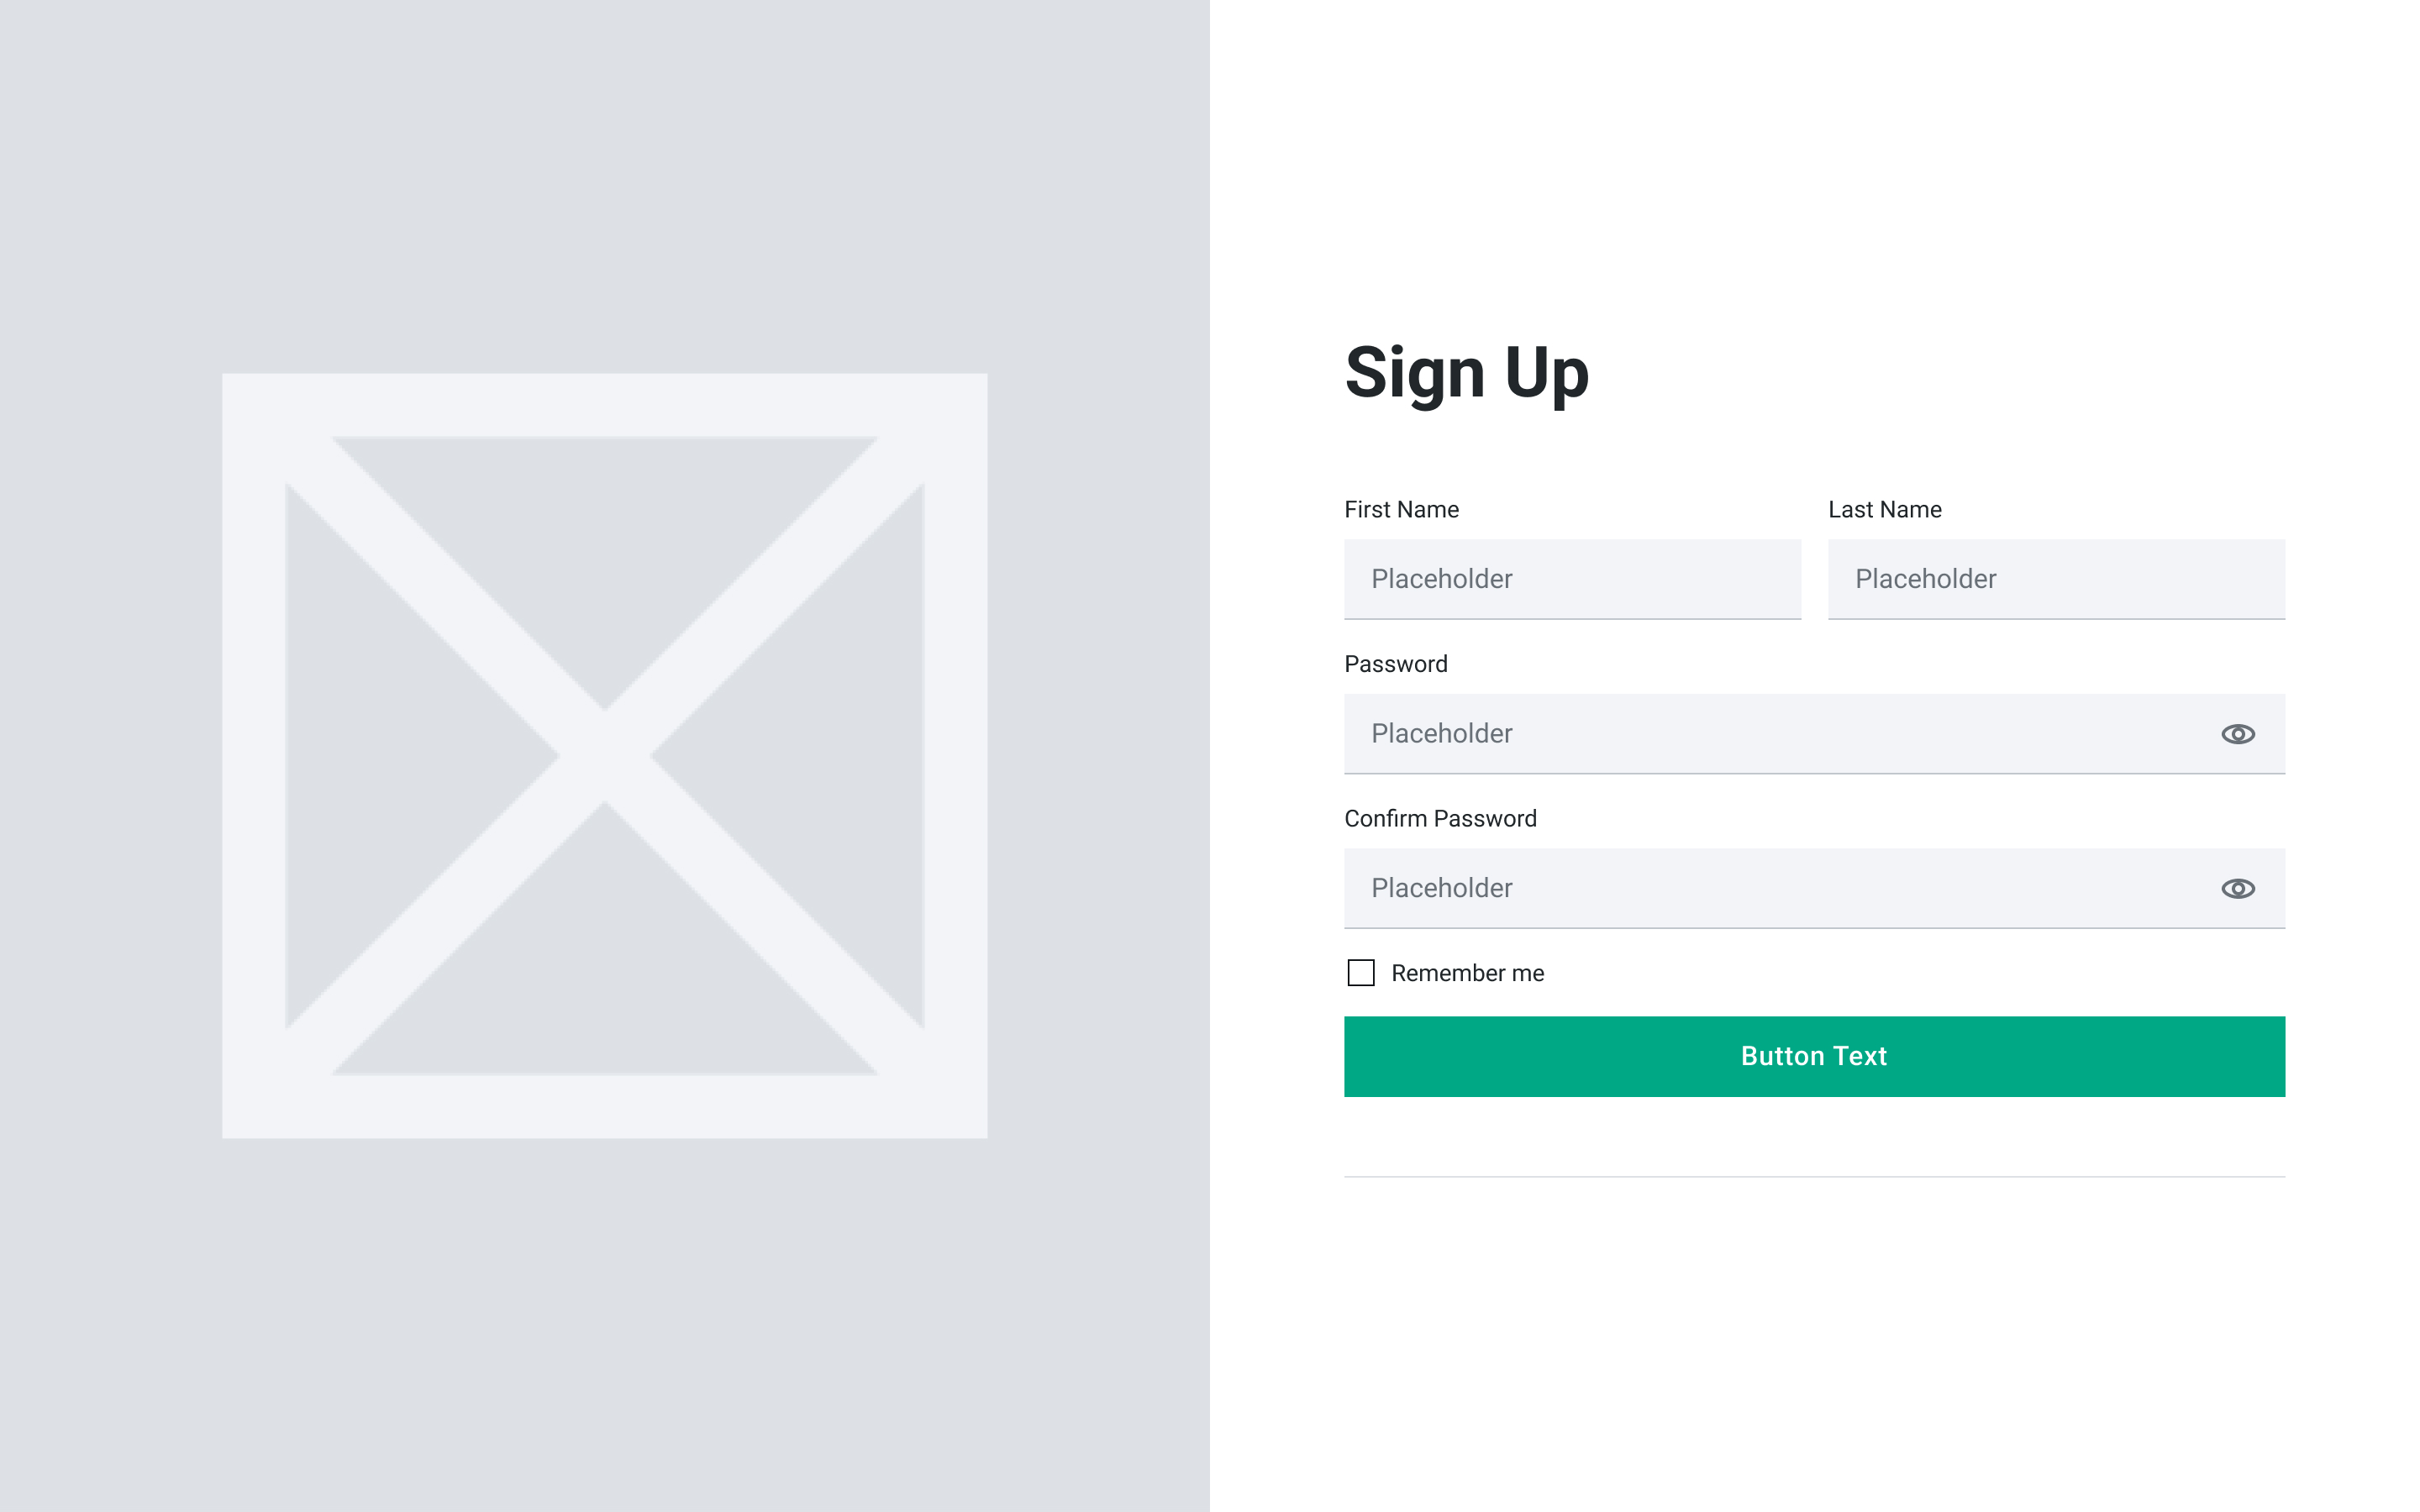 Sign Up
First Name
Last Name
Placeholder
Placeholder
Password
Placeholder
Confirm Password
Placeholder
Remember me
Button Text